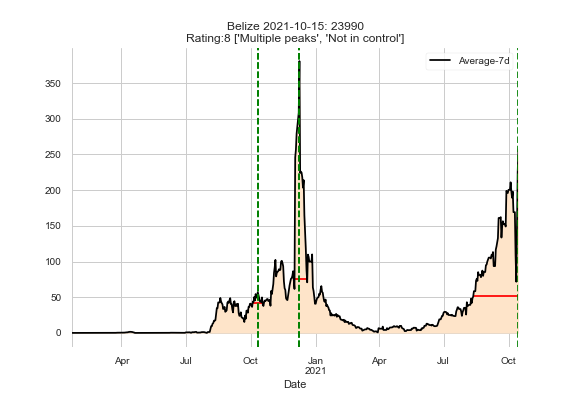 Belize 2021-10-15: 23990
Rating:8 ['Multiple peaks', 'Not in control']
Average-7d
350
300
250
200
150
100
50
0
Apr
Jul
Oct
Jan
2021
Apr
Jul
Oct
Date